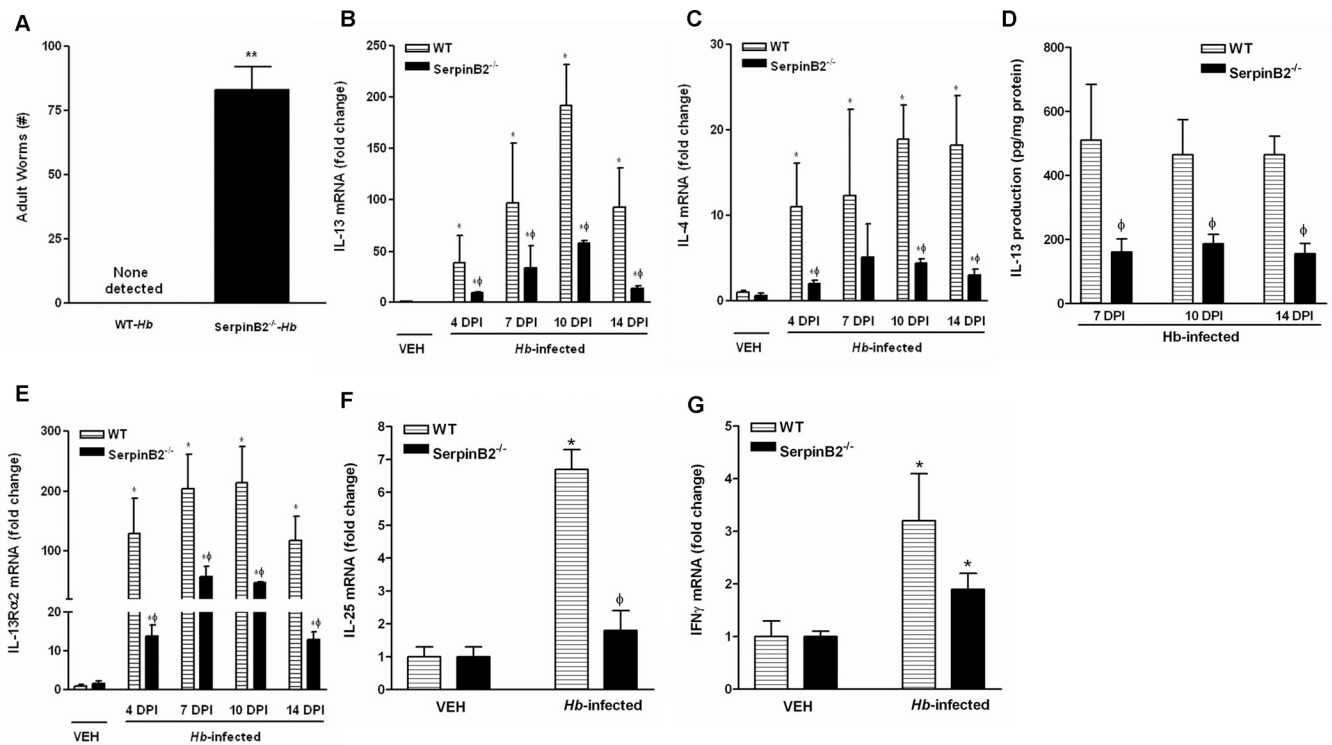 A
Adult Worms (#)
100
75
50
25
0
**
None
detected
WT-Hb
SerpinB2-/--Hb
B
WT
SerpinB2-/-
IL-13 mRNA (fold change)
250
200
150
100
50
0
*
*
*
*
*ϕ
*ϕ
*ϕ
*ϕ
4 DPI 7 DPI 10 DPI 14 DPI
VEH
Hb-infected
C
WT
SerpinB2-/-
IL-4 mRNA (fold change)
30
20
10
0
*
*
*
*
*ϕ
*ϕ
*ϕ
4 DPI 7 DPI 10 DPI 14 DPI
VEH
Hb-infected
D
WT
SerpinB2-/-
IL-13 production (pg/mg protein)
800
600
400
200
0
ϕ
ϕ
ϕ
7 DPI 10 DPI 14 DPI
Hb-infected
E
WT
SerpinB2-/-
IL-13Rα2 mRNA (fold change)
300
200
100
20
10
0
*
*
*
*
*ϕ
*ϕ
*ϕ
*ϕ
4 DPI 7 DPI 10 DPI 14 DPI
VEH
Hb-infected
F
WT
SerpinB2-/-
IL-25 mRNA (fold change)
8
7
6
5
4
3
2
1
0
*
ϕ
VEH
Hb-infected
G
WT
SerpinB2-/-
IFNγ mRNA (fold change)
5
4
3
2
1
0
*
*
VEH
Hb-infected